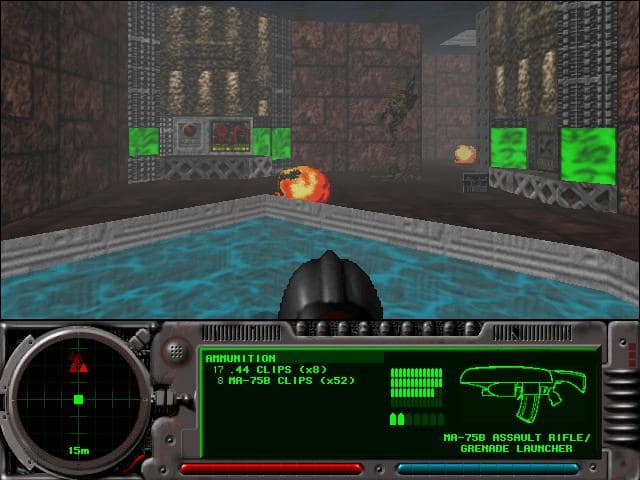 AMMUNITION
17 .44 CLIPS (x8)
8 MA-75B CLIPS (x52)
MA-75B ASSAULT RIFLE/
GRENADE LAUNCHER
15m